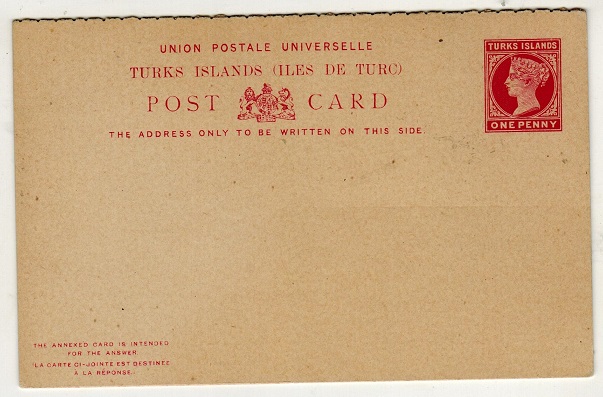 UNION POSTALE UNIVERSELLE
TURKS ISLANDS (ILES DE TURC)
POST CARD
THE ADDRESS ONLY TO BE WRITTEN ON THIS SIDE.
TURKS ISLANDS
ONE PENNY
THE ANNEXED CARD IS INTENDED
FOR THE ANSWER
LA CARTE CI-JOINTE EST DESTINÉE
À LA RÉPONSE